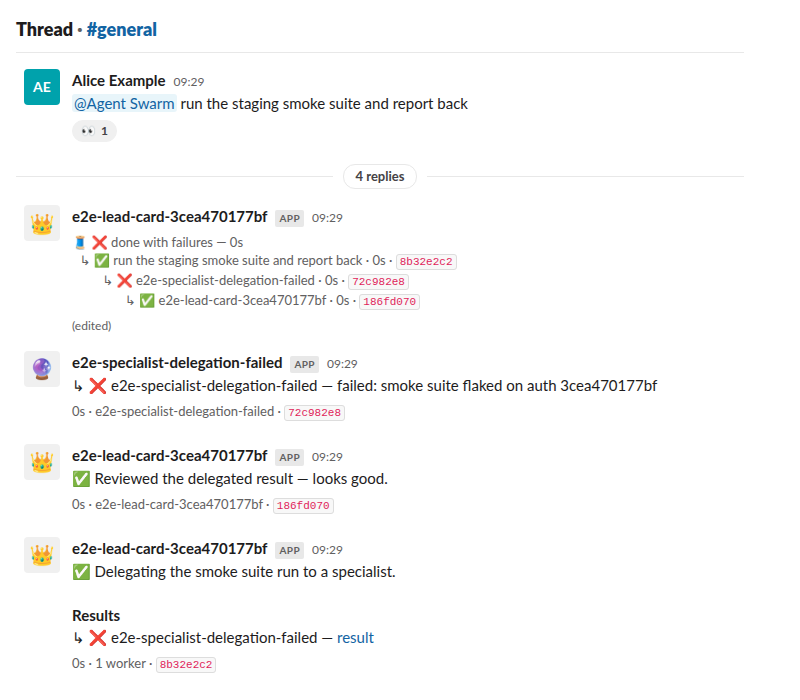 Thread · #general
AE
Alice Example 09:29
@Agent Swarm run the staging smoke suite and report back
👀 1
4 replies
e2e-lead-card-3cea470177bf APP 09:29
🧵 ❌ done with failures — 0s
↳ ✅ run the staging smoke suite and report back · 0s · 8b32e2c2
↳ ❌ e2e-specialist-delegation-failed · 0s · 72c982e8
↳ ✅ e2e-lead-card-3cea470177bf · 0s · 186fd070
(edited)
e2e-specialist-delegation-failed APP 09:29
↳ ❌ e2e-specialist-delegation-failed — failed: smoke suite flaked on auth 3cea470177bf
0s · e2e-specialist-delegation-failed · 72c982e8
e2e-lead-card-3cea470177bf APP 09:29
✅ Reviewed the delegated result — looks good.
0s · e2e-lead-card-3cea470177bf · 186fd070
e2e-lead-card-3cea470177bf APP 09:29
✅ Delegating the smoke suite run to a specialist.
Results
↳ ❌ e2e-specialist-delegation-failed — result
0s · 1 worker · 8b32e2c2